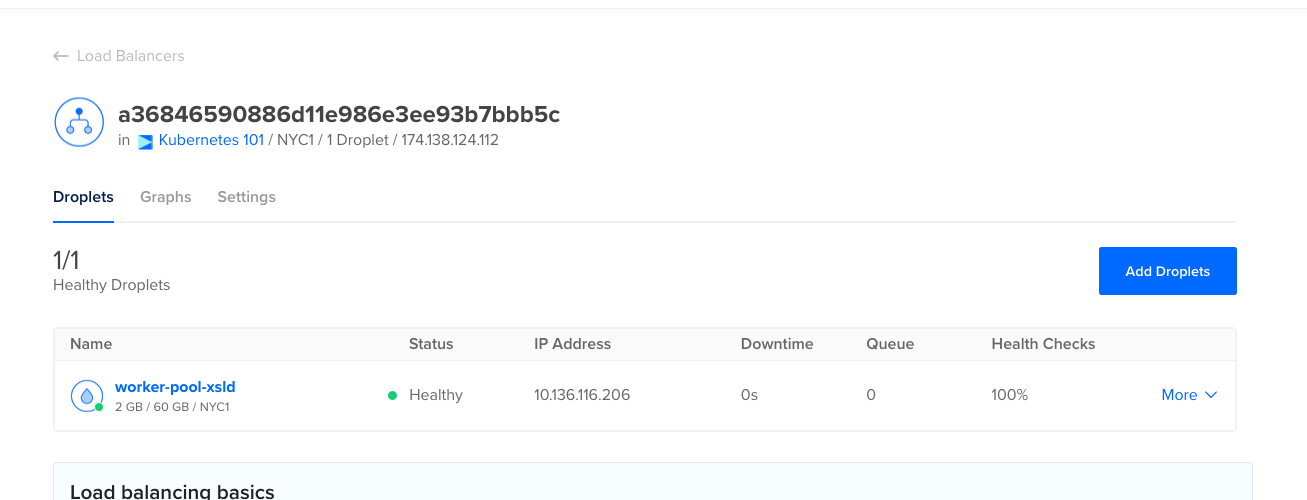 ← Load Balancers
a36846590886d11e986e3ee93b7bbb5c
in Kubernetes 101 / NYC1 / 1 Droplet / 174.138.124.112
Droplets Graphs Settings
1/1
Healthy Droplets
Add Droplets
Name Status IP Address Downtime Queue Health Checks
worker-pool-xsld
2 GB / 60 GB / NYC1
Healthy 10.136.116.206 0s 0 100% More
Load balancing basics